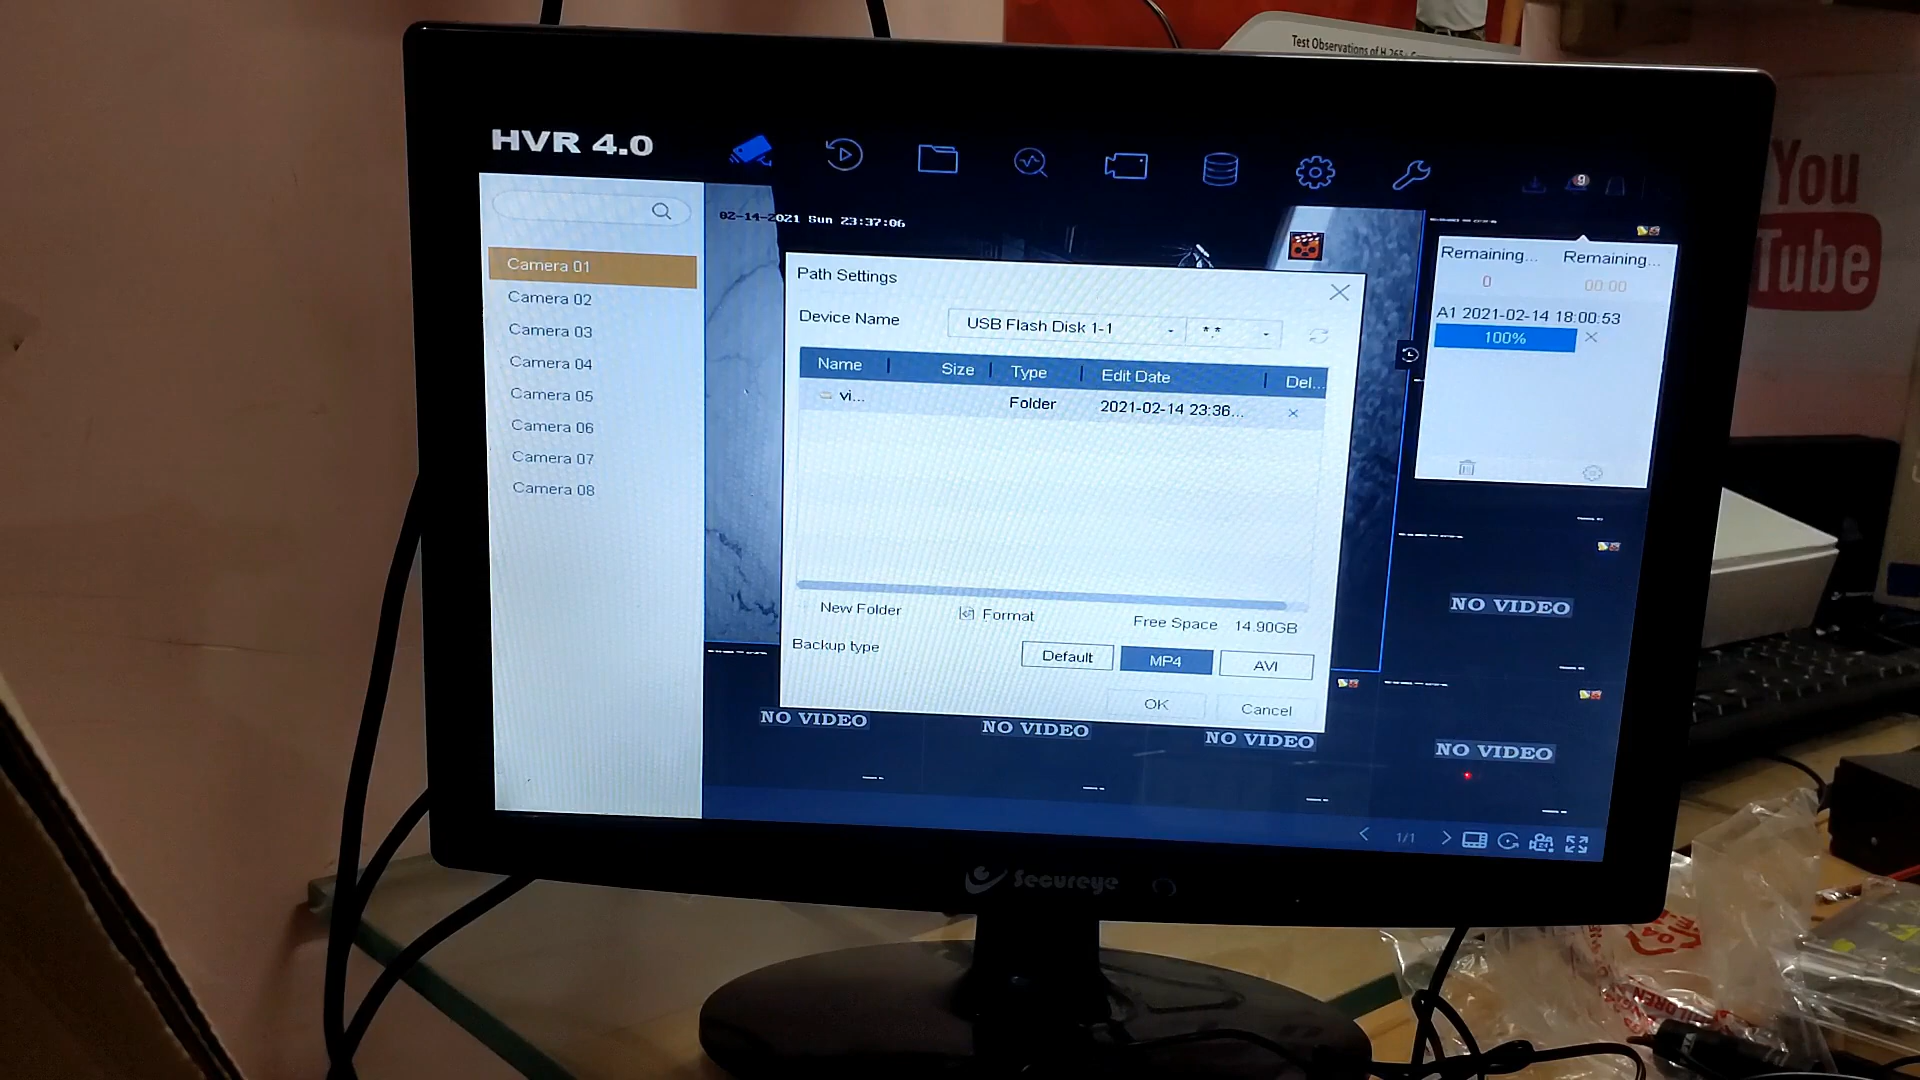 Test Observations of H.265+
HVR 4.0
9
You
Tube
02-14-2021 Sun 23:37:06
Camera 01
Camera 02
Camera 03
Camera 04
Camera 05
Camera 06
Camera 07
Camera 08
Path Settings
Device Name
USB Flash Disk 1-1
*.*
Name Size Type Edit Date Del...
vi... Folder 2021-02-14 23:36...
New Folder
Format
Free Space 14.90GB
Backup type
Default
MP4
AVI
OK
Cancel
Remaining... Remaining...
0 00:00
A1 2021-02-14 18:00:53
100%
NO VIDEO
NO VIDEO
NO VIDEO
NO VIDEO
NO VIDEO
1/1
Secureye